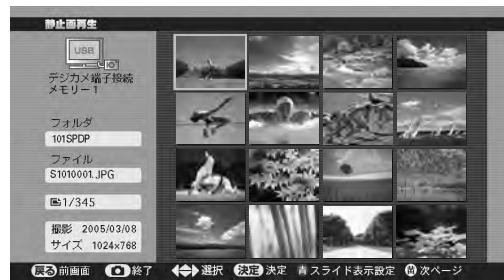 静止画再生
USB
デジカメ端子接続
メモリー1
フォルダ
101SPDP
ファイル
S1010001.JPG
1/345
撮影 2005/03/08
サイズ 1024×768
戻る 前画面 終了 選択 決定 決定 青 スライド表示設定 次ページ